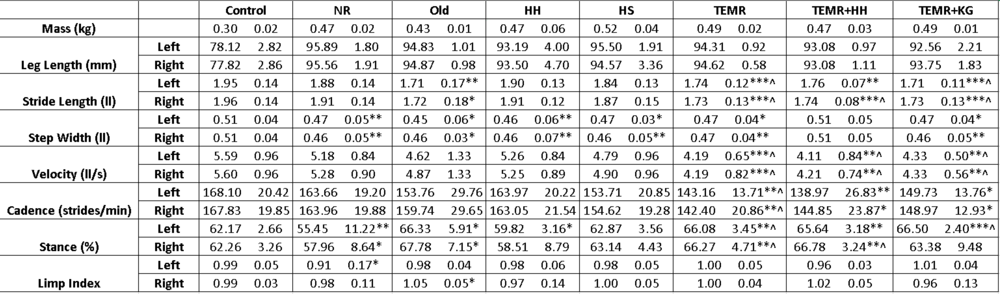 Control NR Old HH HS TEMR TEMR+HH TEMR+KG
Mass (kg) 0.30 0.02 0.47 0.02 0.43 0.01 0.47 0.06 0.52 0.04 0.49 0.02 0.47 0.03 0.49 0.01
Left 78.12 2.82 95.89 1.80 94.83 1.01 93.19 4.00 95.50 1.91 94.31 0.92 93.08 0.97 92.56 2.21
Leg Length (mm) Right 77.82 2.86 95.56 1.91 94.87 0.98 93.50 4.70 94.57 3.36 94.62 0.58 93.08 1.11 93.75 1.83
Left 1.95 0.14 1.88 0.14 1.71 0.17** 1.90 0.13 1.84 0.13 1.74 0.12***^ 1.76 0.07** 1.71 0.11***^
Stride Length (ll) Right 1.96 0.14 1.91 0.14 1.72 0.18* 1.91 0.12 1.87 0.15 1.73 0.13***^ 1.74 0.08***^ 1.73 0.13***^
Left 0.51 0.04 0.47 0.05** 0.45 0.06* 0.46 0.06** 0.47 0.03* 0.47 0.04* 0.51 0.05 0.47 0.04*
Step Width (ll) Right 0.51 0.04 0.46 0.05** 0.46 0.03* 0.46 0.07** 0.46 0.05** 0.47 0.04** 0.51 0.05 0.46 0.05**
Left 5.59 0.96 5.18 0.84 4.62 1.33 5.26 0.84 4.79 0.96 4.19 0.65***^ 4.11 0.84**^ 4.33 0.50**^
Velocity (ll/s) Right 5.60 0.96 5.28 0.90 4.87 1.33 5.25 0.89 4.90 0.96 4.19 0.82***^ 4.21 0.74**^ 4.33 0.56**^
Left 168.10 20.42 163.66 19.20 153.76 29.76 163.97 20.22 153.71 20.85 143.16 13.71**^ 138.97 26.83** 149.73 13.76*
Cadence (strides/min) Right 167.83 19.85 163.96 19.88 159.74 29.65 163.05 21.54 154.62 19.28 142.40 20.86**^ 144.85 23.87* 148.97 12.93*
Left 62.17 2.66 55.45 11.22** 66.33 5.91* 59.82 3.16* 62.87 3.56 66.08 3.45**^ 65.64 3.18** 66.50 2.40***^
Stance (%) Right 62.26 3.26 57.96 8.64* 67.78 7.15* 58.51 8.79 63.14 4.43 66.27 4.71**^ 66.78 3.24**^ 63.38 9.48
Left 0.99 0.05 0.91 0.17* 0.98 0.04 0.98 0.06 0.98 0.05 1.00 0.05 0.96 0.03 1.01 0.04
Limp Index Right 0.99 0.03 0.98 0.11 1.05 0.05* 0.97 0.14 1.00 0.05 1.00 0.04 1.02 0.05 0.96 0.13